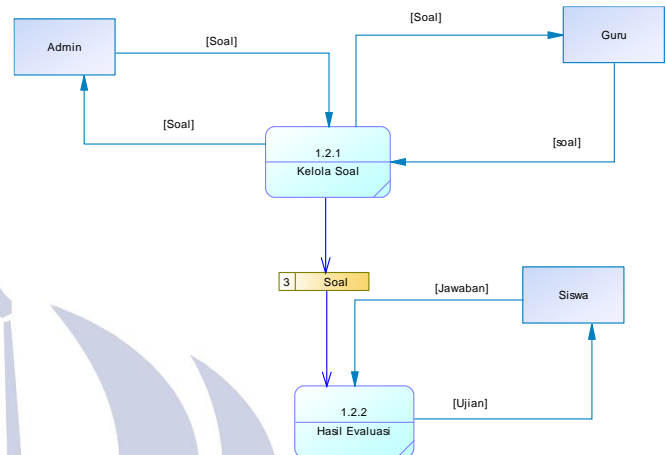 [Soal]
Guru
Admin
[Soal]
[Soal]
[soal]
1.2.1
Kelola Soal
3 Soal
[Jawaban]
Siswa
1.2.2
[Ujian]
Hasil Evaluasi